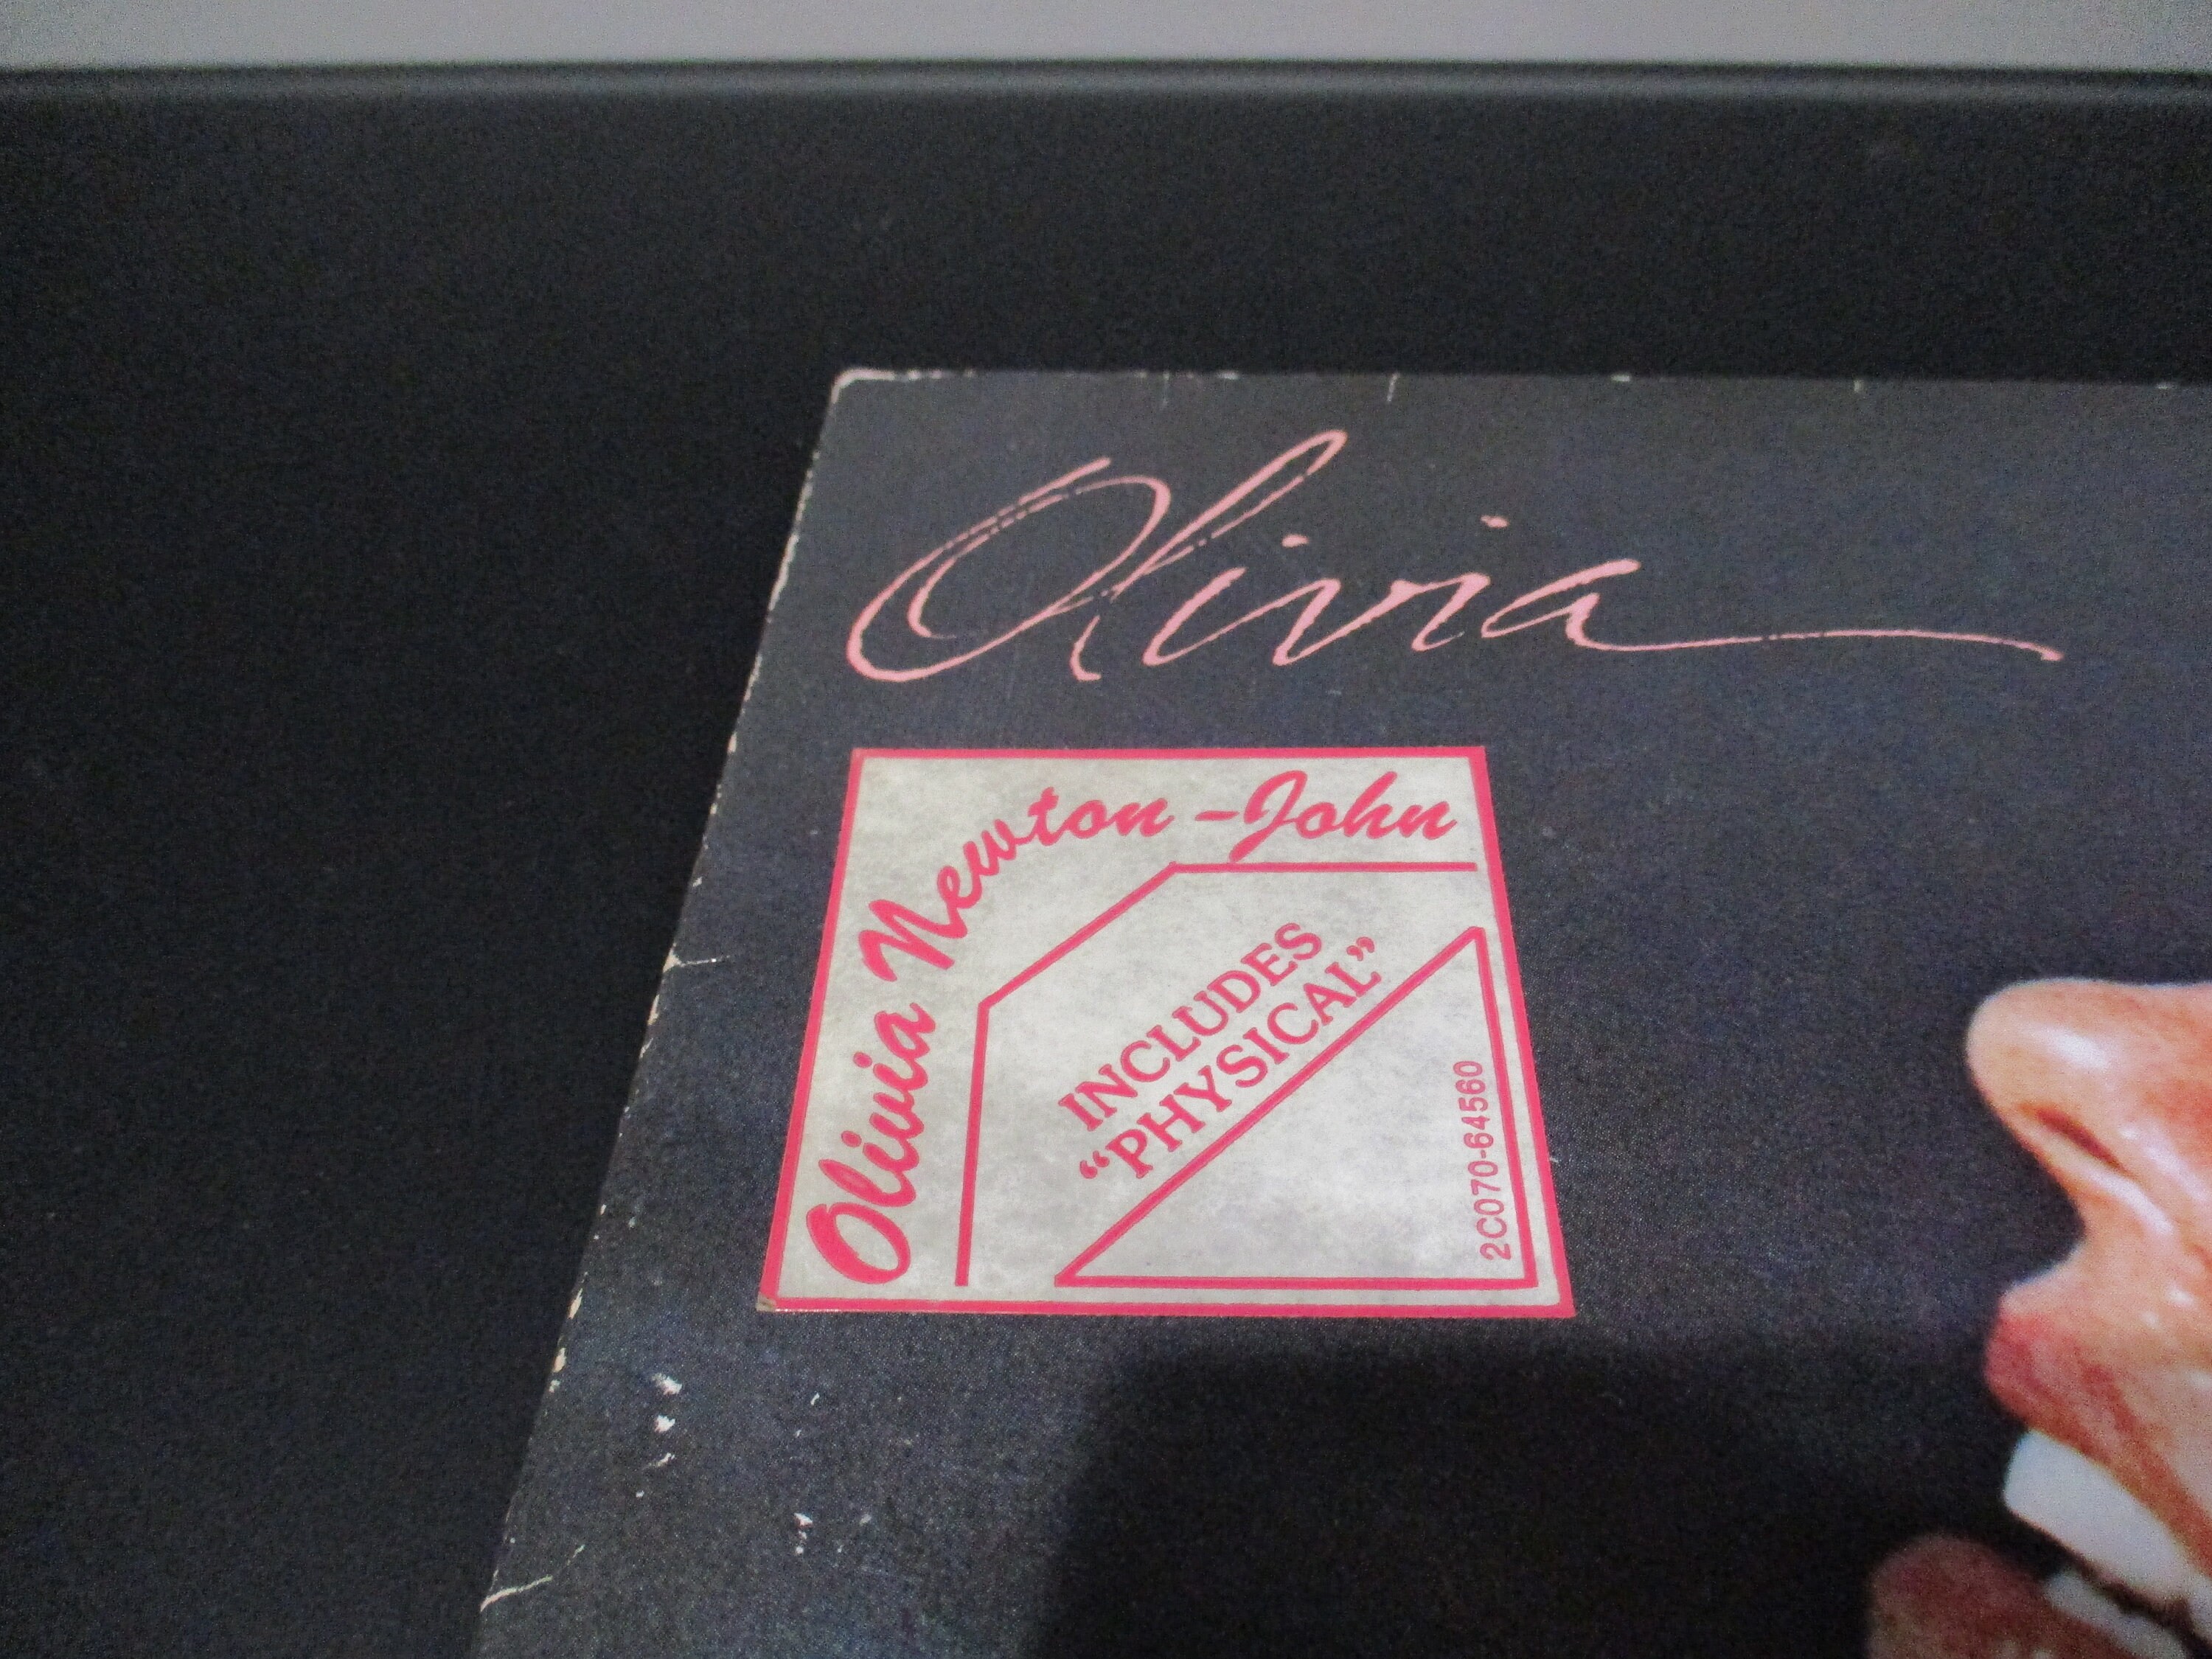 Olivia
Olivia Newton-John
INCLUDES
“PHYSICAL”
2C070-64560